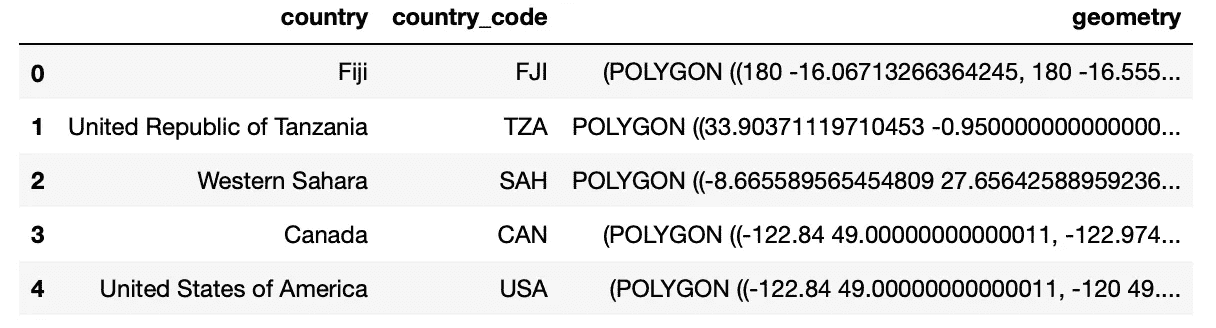 country country_code geometry
0 Fiji FJI (POLYGON ((180 -16.06713266364245, 180 -16.555...
1 United Republic of Tanzania TZA POLYGON ((33.90371119710453 -0.950000000000000...
2 Western Sahara SAH POLYGON ((-8.665589565454809 27.65642588959236...
3 Canada CAN (POLYGON ((-122.84 49.00000000000011, -122.974...
4 United States of America USA (POLYGON ((-122.84 49.00000000000011, -120 49....